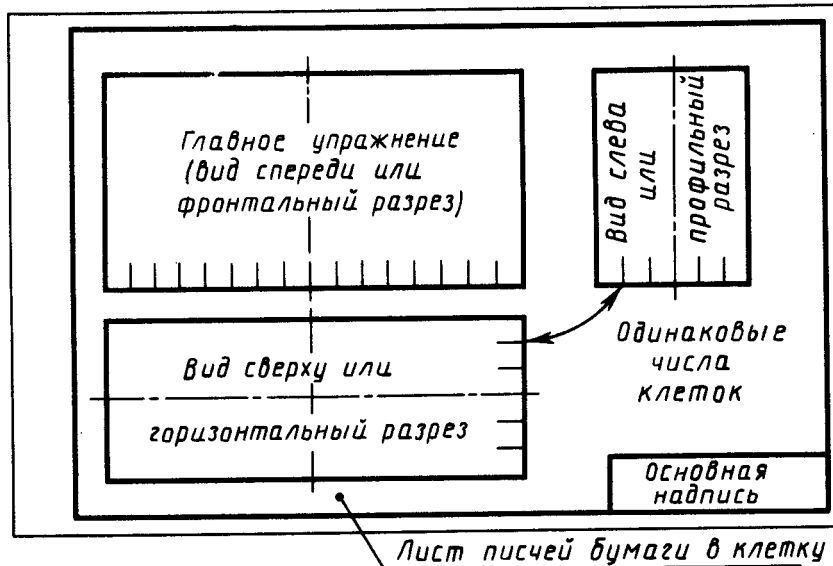 Главное упражнение
(вид спереди или
фронтальный разрез)
Вид слева
или
профильный
разрез
Вид сверху или
горизонтальный разрез
Одинаковые
числа
клеток
Основная
надпись
Лист писчей бумаги в клетку